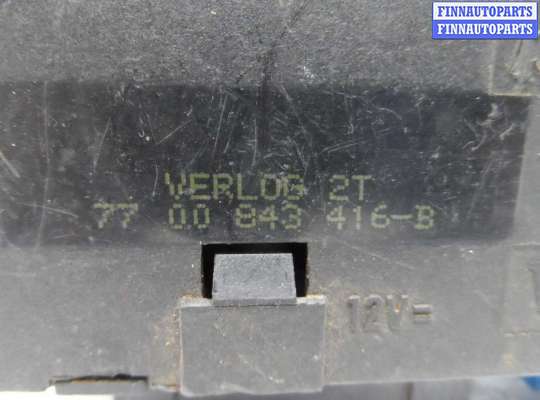 FINNAUTOPARTS
FINNAUTOPARTS
VERLOG 2T
77 00 843 416-B
12V=